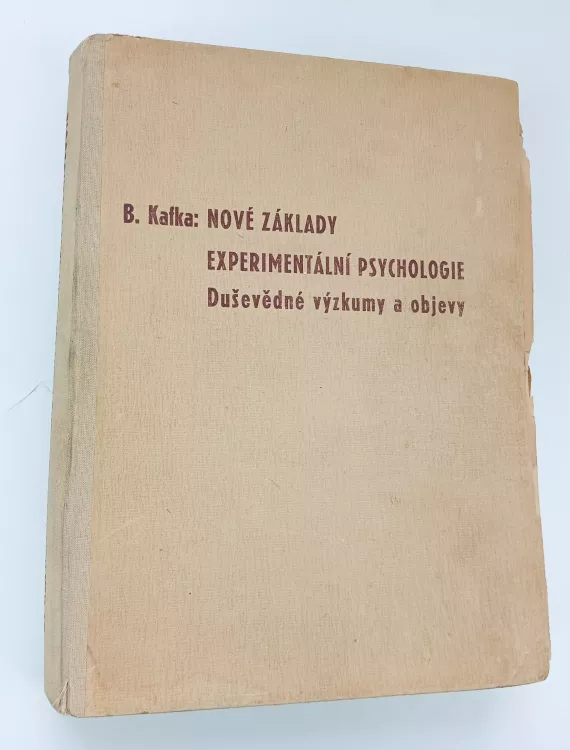 B. Kafka: NOVÉ ZÁKLADY
EXPERIMENTÁLNÍ PSYCHOLOGIE
Duševědné výzkumy a objevy